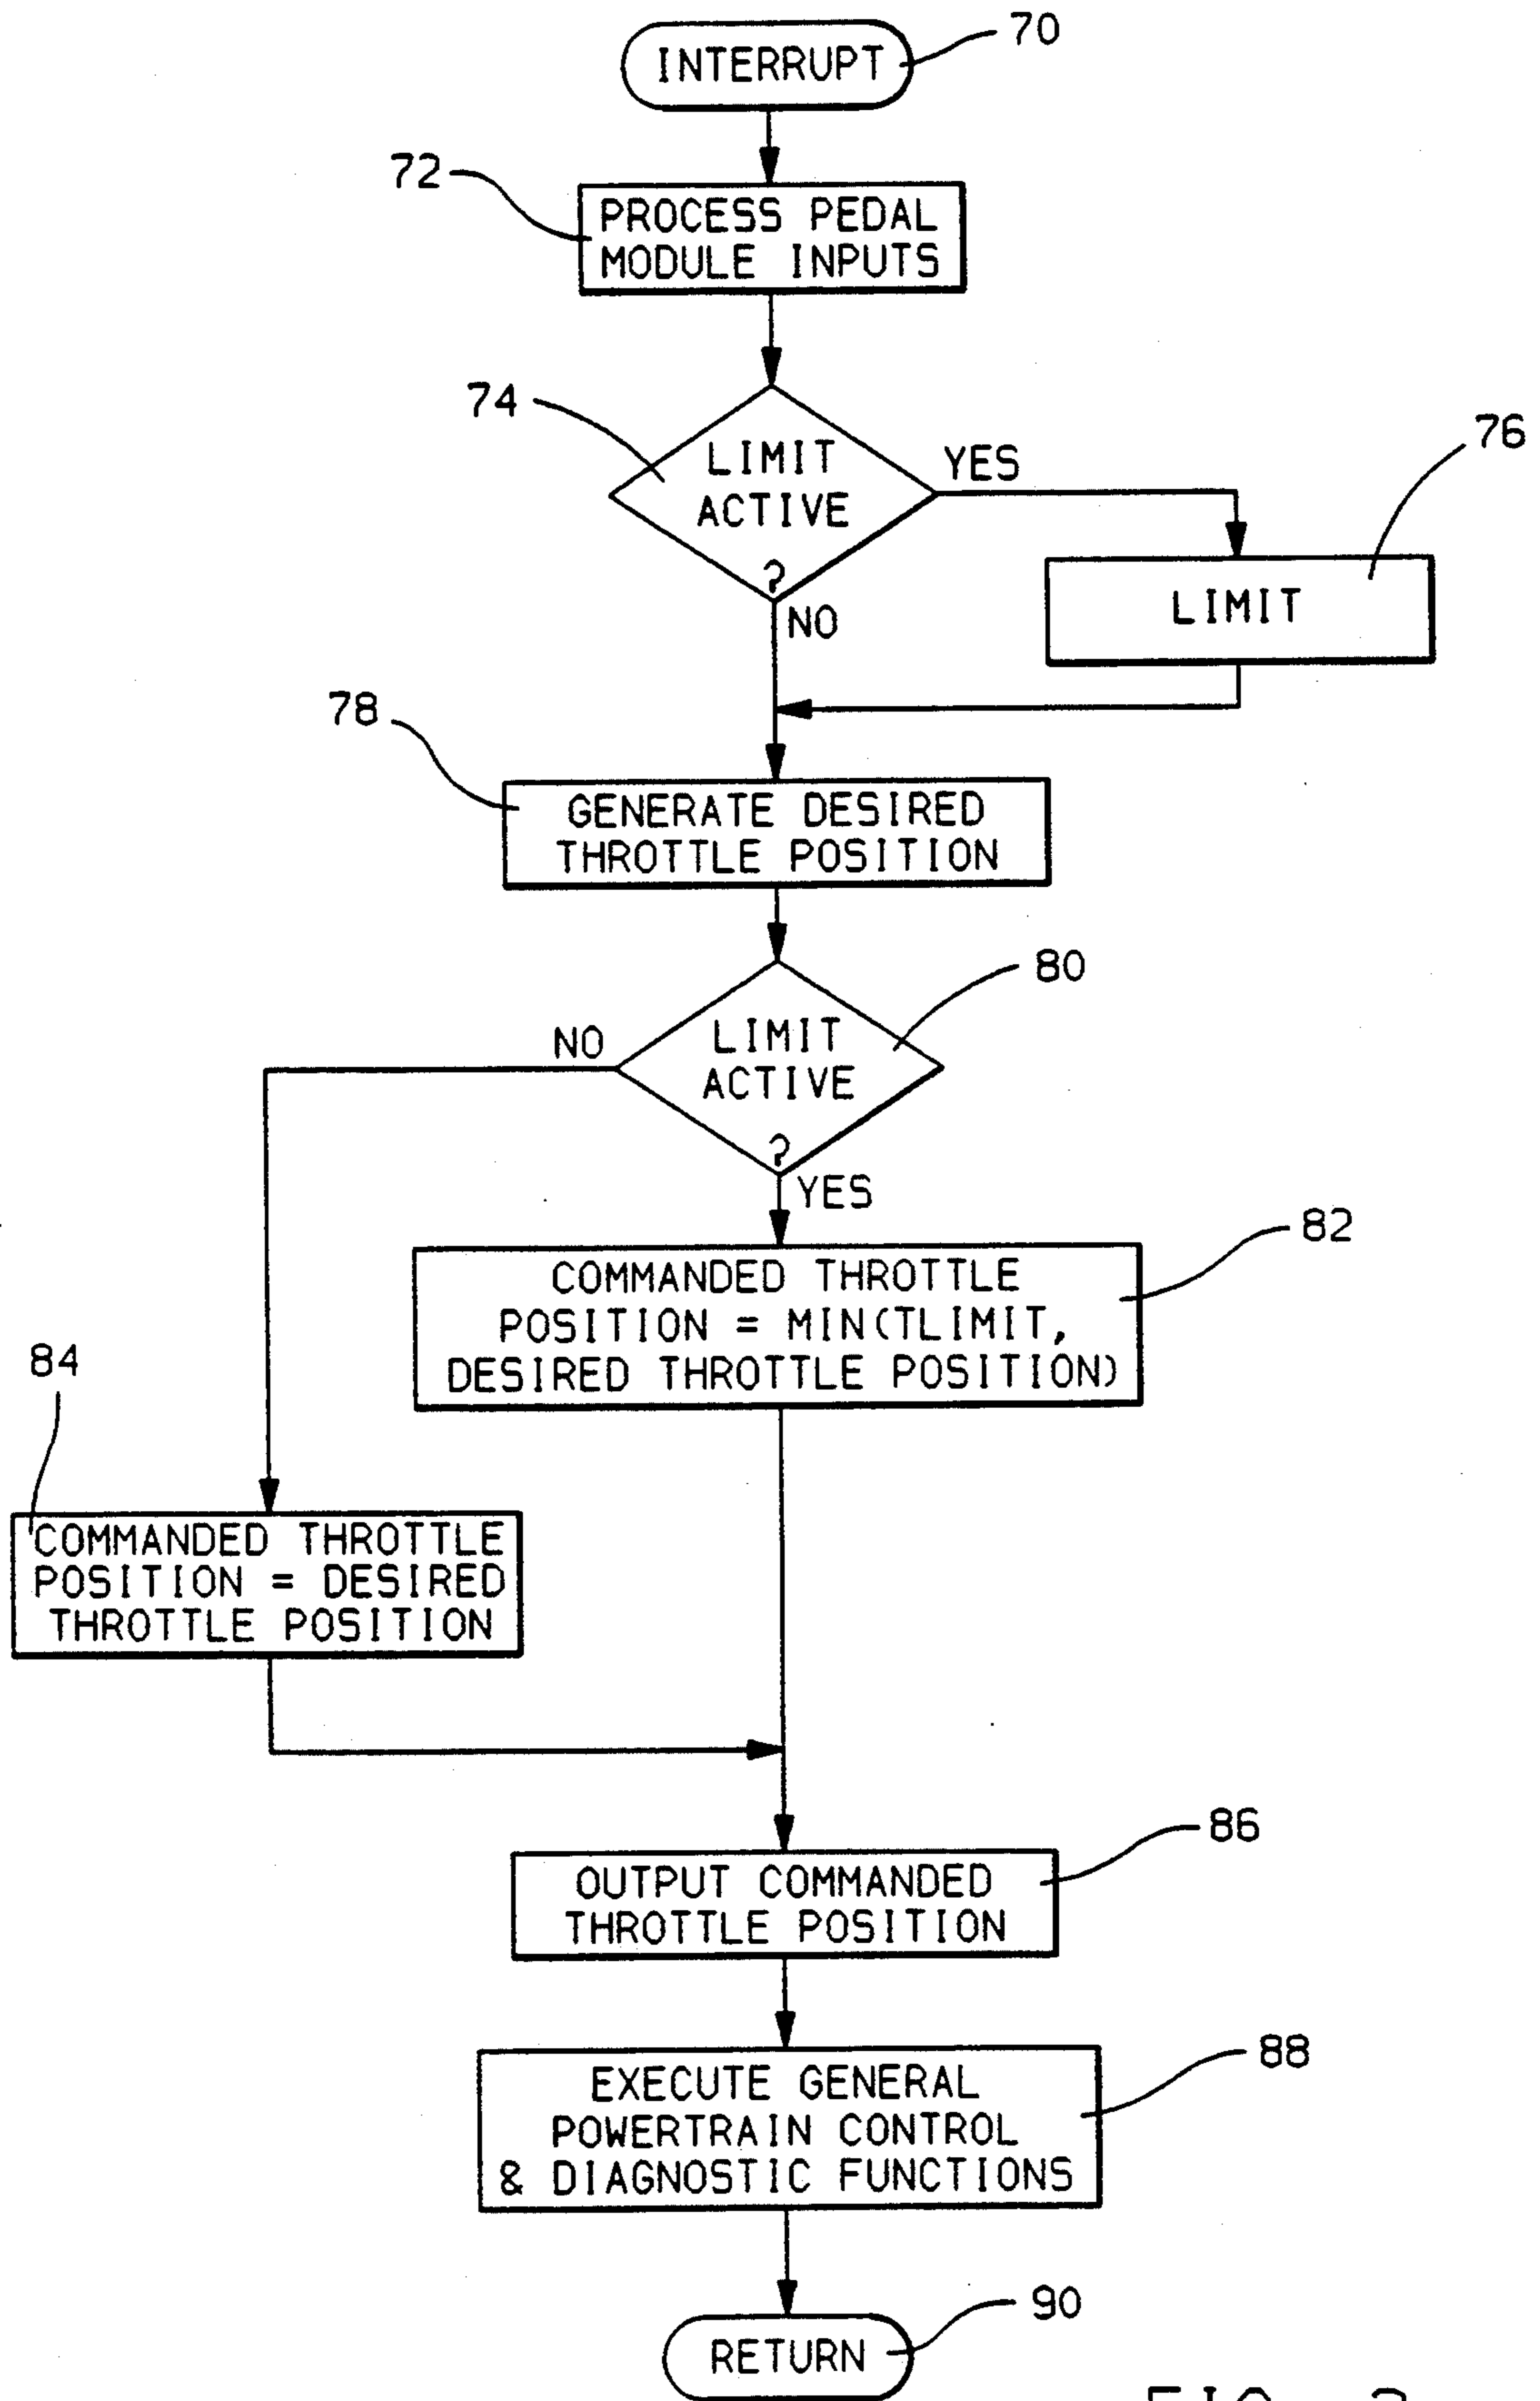 INTERRUPT
70
72
PROCESS PEDAL
MODULE INPUTS
74
LIMIT
ACTIVE
?
YES
NO
76
LIMIT
78
GENERATE DESIRED
THROTTLE POSITION
80
LIMIT
ACTIVE
?
NO
YES
82
COMMANDED THROTTLE
POSITION = MIN(TLIMIT,
DESIRED THROTTLE POSITION)
84
COMMANDED THROTTLE
POSITION = DESIRED
THROTTLE POSITION
86
OUTPUT COMMANDED
THROTTLE POSITION
88
EXECUTE GENERAL
POWERTRAIN CONTROL
& DIAGNOSTIC FUNCTIONS
90
RETURN